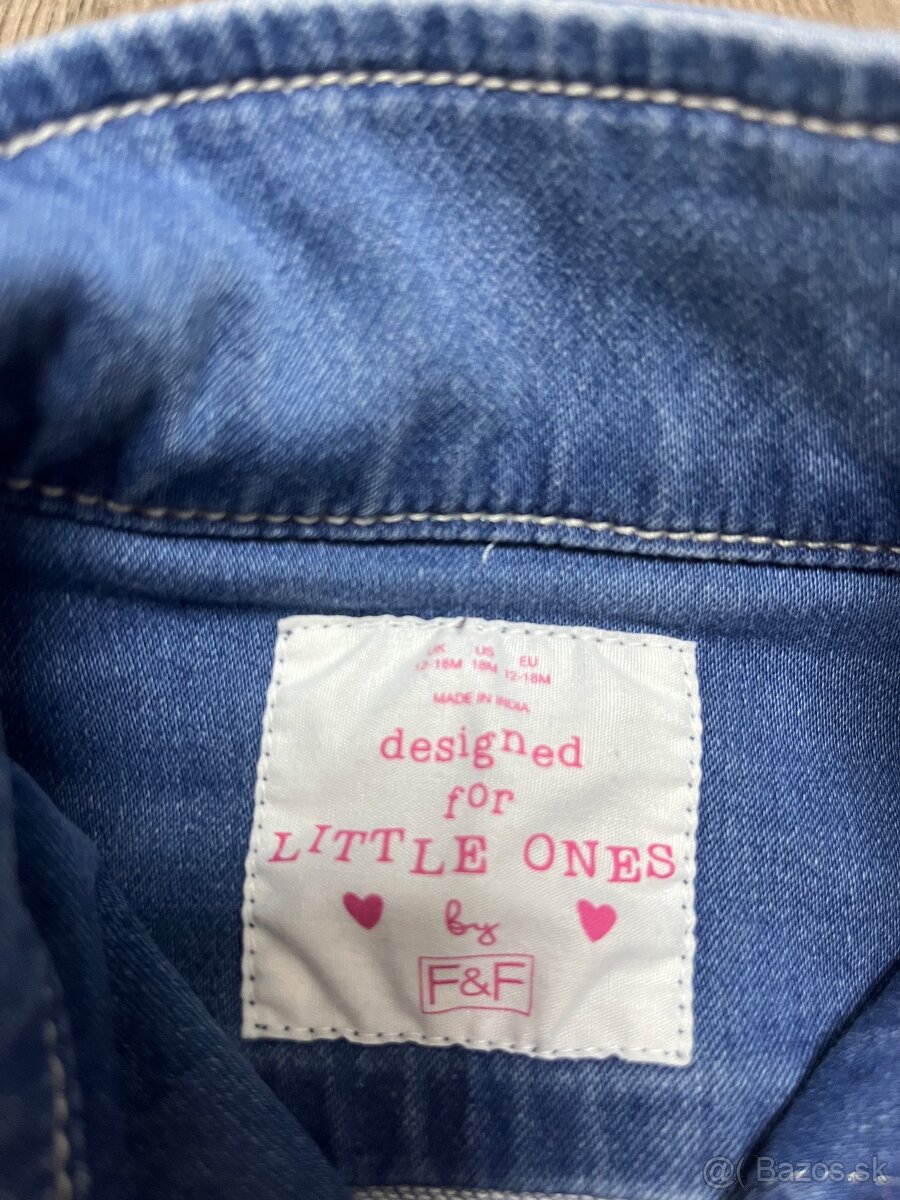 UK US EU
12-18M 18M 12-18M
MADE IN INDIA
designed
for
LITTLE ONES
by
F&F
@( Bazos.sk